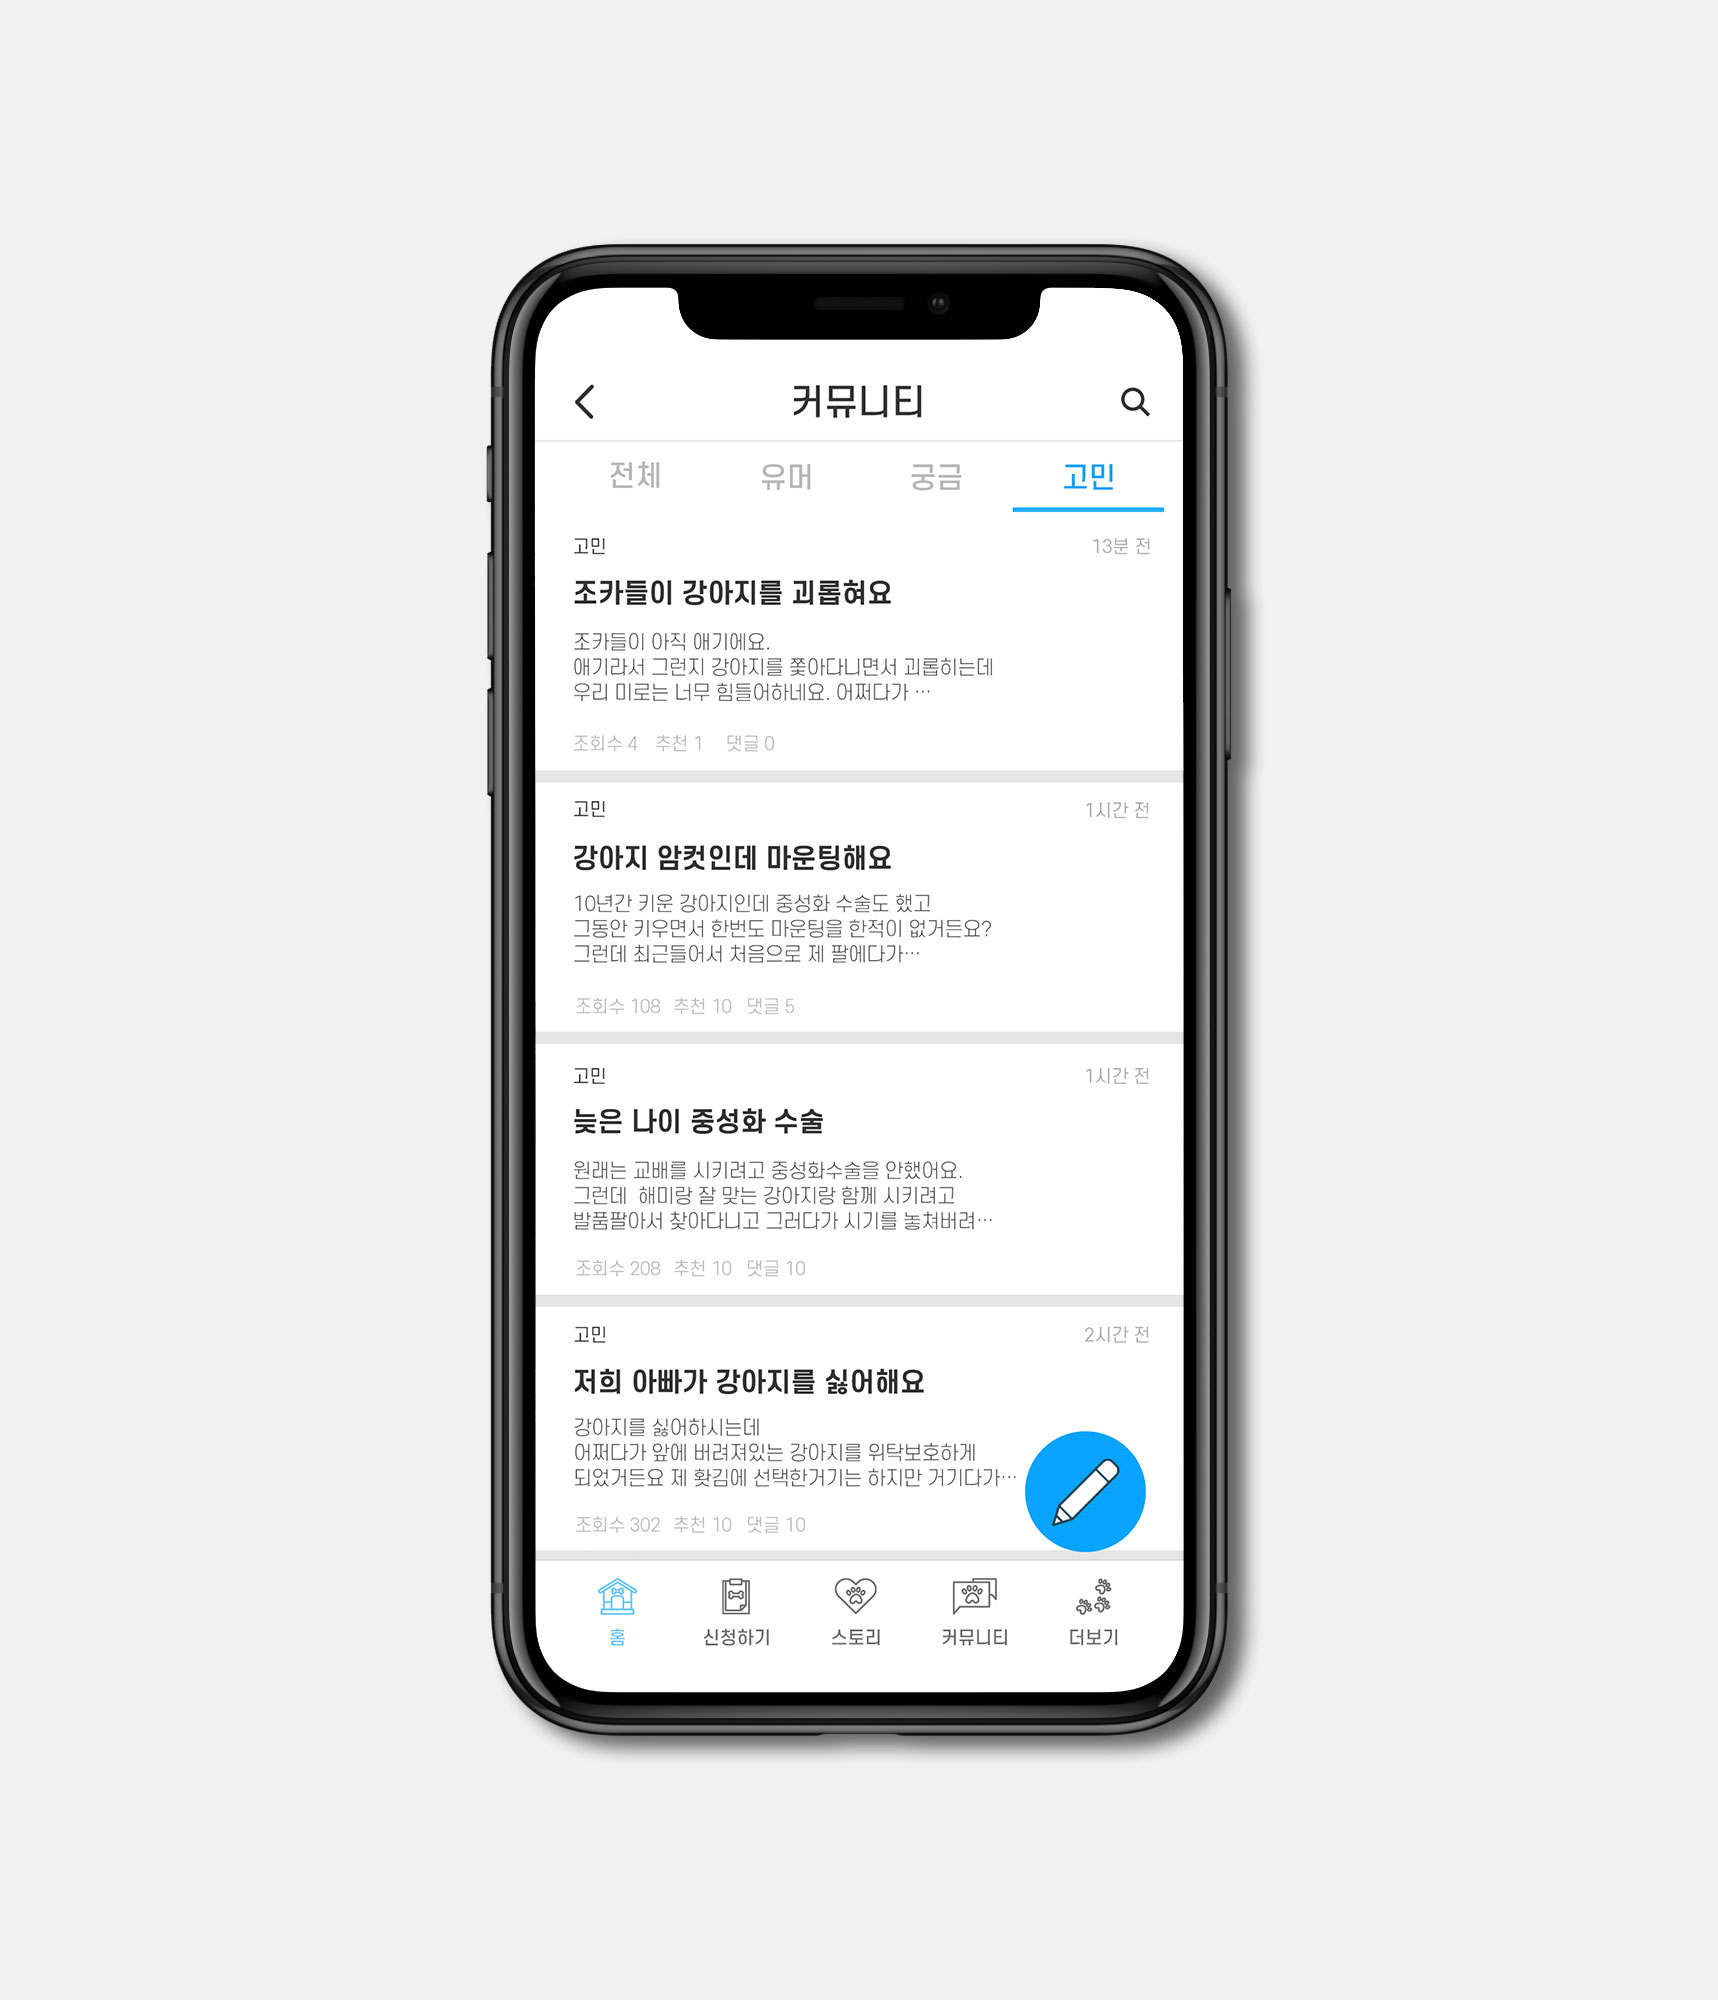 커뮤니티
전체 유머 궁금 고민
고민 13분 전
조카들이 강아지를 괴롭혀요
조카들이 아직 애기에요.
애기라서 그런지 강아지를 쫓아다니면서 괴롭히는데
우리 미로는 너무 힘들어하네요. 어쩌다가 …
조회수 4 추천 1 댓글 0
고민 1시간 전
강아지 암컷인데 마운팅해요
10년간 키운 강아지인데 중성화 수술도 했고
그동안 키우면서 한번도 마운팅을 한적이 없거든요?
그런데 최근들어서 처음으로 제 팔에다가…
조회수 108 추천 10 댓글 5
고민 1시간 전
늦은 나이 중성화 수술
원래는 교배를 시키려고 중성화수술을 안했어요.
그런데 해미랑 잘 맞는 강아지랑 함께 시키려고
발품팔아서 찾아다니고 그러다가 시기를 놓쳐버려…
조회수 208 추천 10 댓글 10
고민 2시간 전
저희 아빠가 강아지를 싫어해요
강아지를 싫어하시는데
어쩌다가 앞에 버려져있는 강아지를 위탁보호하게
되었거든요 제 홧김에 선택한거기는 하지만 거기다가…
조회수 302 추천 10 댓글 10
홈 신청하기 스토리 커뮤니티 더보기